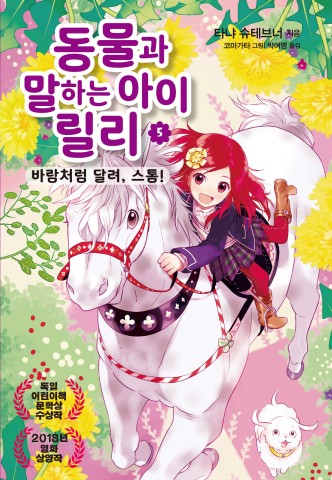 동물과
말하는 아이
릴리 5
바람처럼 달려, 스톰!
타냐 슈테브너 지음
코마가타 그림 | 박여명 옮김
독일
어린이책
문학상
수상작
2018년
영화
상영작